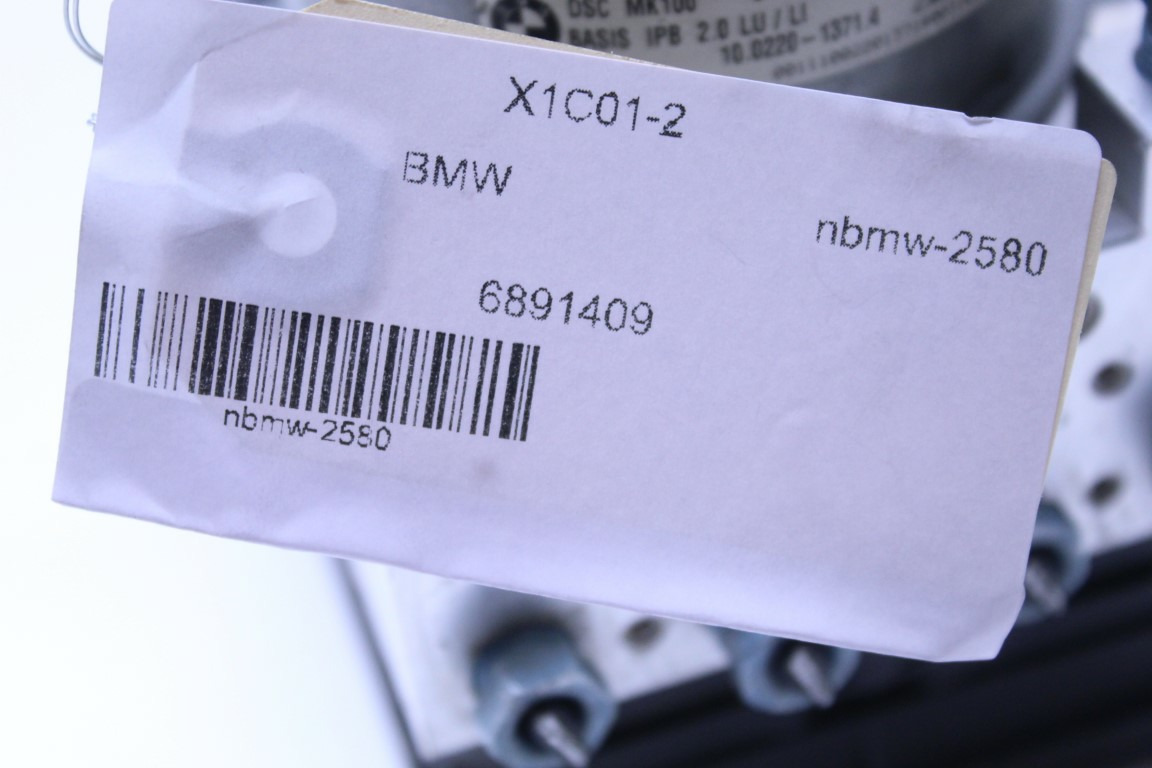 DSC MK100
BASIS IPB 2.0 LU / LI
10.0220-1371.4
X1C01-2
BMW
nbmw-2580
6891409
nbmw-2580